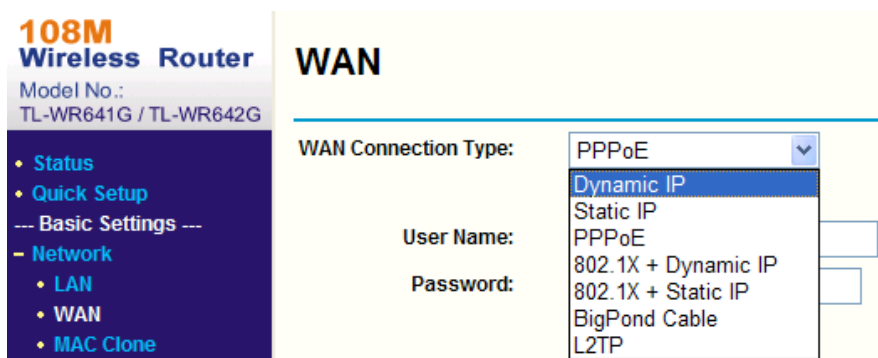 108M
Wireless Router
Model No.:
TL-WR641G / TL-WR642G
• Status
• Quick Setup
--- Basic Settings ---
– Network
• LAN
• WAN
• MAC Clone
WAN
WAN Connection Type:
PPPoE
Dynamic IP
Static IP
PPPoE
802.1X + Dynamic IP
802.1X + Static IP
BigPond Cable
L2TP
User Name:
Password: